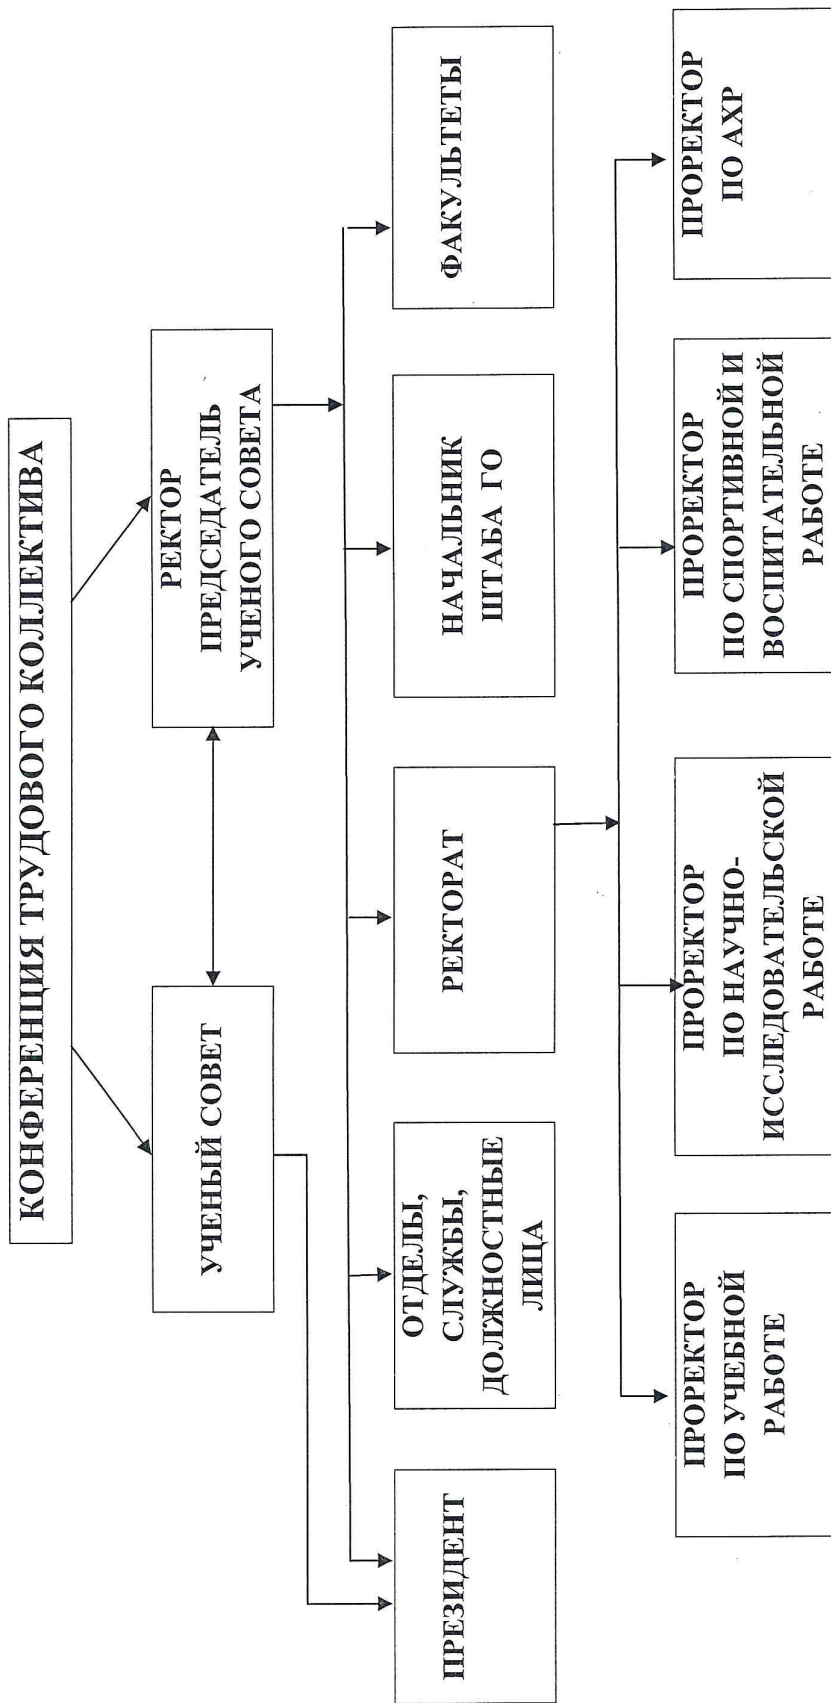 КОНФЕРЕНЦИЯ ТРУДОВОГО КОЛЛЕКТИВА
УЧЕНЫЙ СОВЕТ
РЕКТОР
ПРЕДСЕДАТЕЛЬ
УЧЕНОГО СОВЕТА
ПРЕЗИДЕНТ
ОТДЕЛЫ,
СЛУЖБЫ,
ДОЛЖНОСТНЫЕ
ЛИЦА
РЕКТОРАТ
НАЧАЛЬНИК
ШТАБА ГО
ФАКУЛЬТЕТЫ
ПРОРЕКТОР
ПО УЧЕБНОЙ
РАБОТЕ
ПРОРЕКТОР
ПО НАУЧНО-
ИССЛЕДОВАТЕЛЬСКОЙ
РАБОТЕ
ПРОРЕКТОР
ПО СПОРТИВНОЙ И
ВОСПИТАТЕЛЬНОЙ
РАБОТЕ
ПРОРЕКТОР
ПО АХР